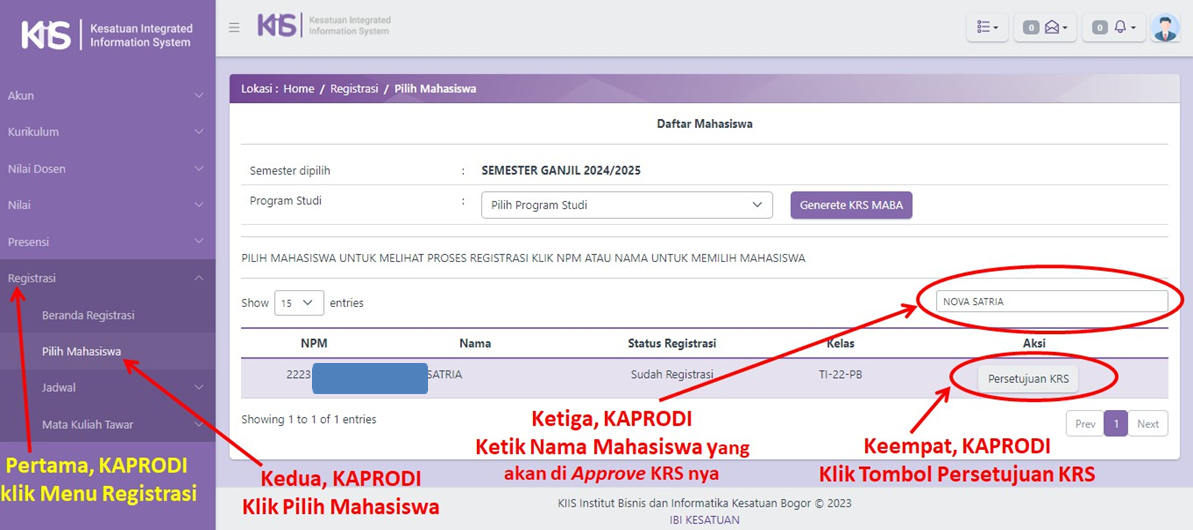 KIIS
Kesatuan Integrated
Information System
KIIS
Kesatuan Integrated
Information System
0
0
Akun
Kurikulum
Nilai Dosen
Nilai
Presensi
Registrasi
Beranda Registrasi
Pilih Mahasiswa
Jadwal
Mata Kuliah Tawar
Pertama, KAPRODI
klik Menu Registrasi
Kedua, KAPRODI
Klik Pilih Mahasiswa
Lokasi : Home / Registrasi / Pilih Mahasiswa
Daftar Mahasiswa
Semester dipilih : SEMESTER GANJIL 2024/2025
Program Studi : Pilih Program Studi Generete KRS MABA
PILIH MAHASISWA UNTUK MELIHAT PROSES REGISTRASI KLIK NPM ATAU NAMA UNTUK MEMILIH MAHASISWA
Show 15 entries
NOVA SATRIA
NPM Nama Status Registrasi Kelas Aksi
2223 SATRIA Sudah Registrasi TI-22-PB Persetujuan KRS
Showing 1 to 1 of 1 entries
Prev 1 Next
Ketiga, KAPRODI
Ketik Nama Mahasiswa yang
akan di Approve KRS nya
Keempat, KAPRODI
Klik Tombol Persetujuan KRS
KIIS Institut Bisnis dan Informatika Kesatuan Bogor © 2023
IBI KESATUAN